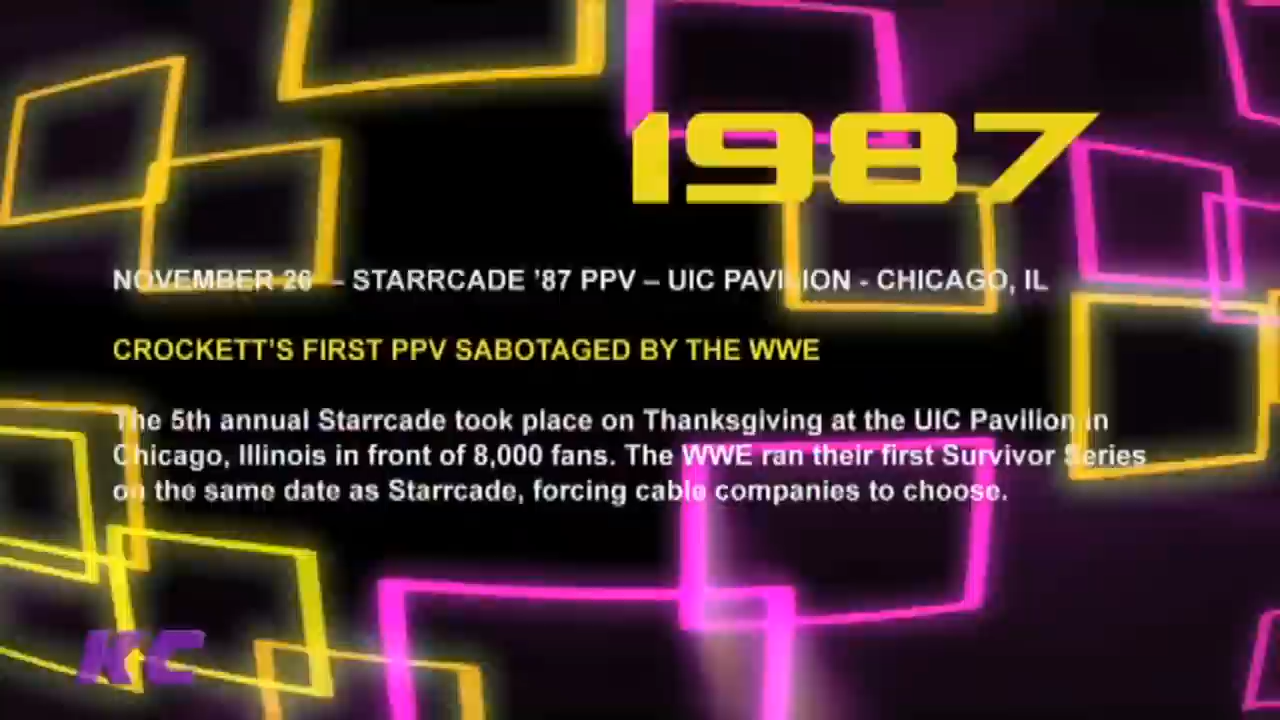 1987
NOVEMBER 26 – STARRCADE ’87 PPV – UIC PAVILION - CHICAGO, IL
CROCKETT’S FIRST PPV SABOTAGED BY THE WWE
The 5th annual Starrcade took place on Thanksgiving at the UIC Pavilion in
Chicago, Illinois in front of 8,000 fans. The WWE ran their first Survivor Series
on the same date as Starrcade, forcing cable companies to choose.
KC